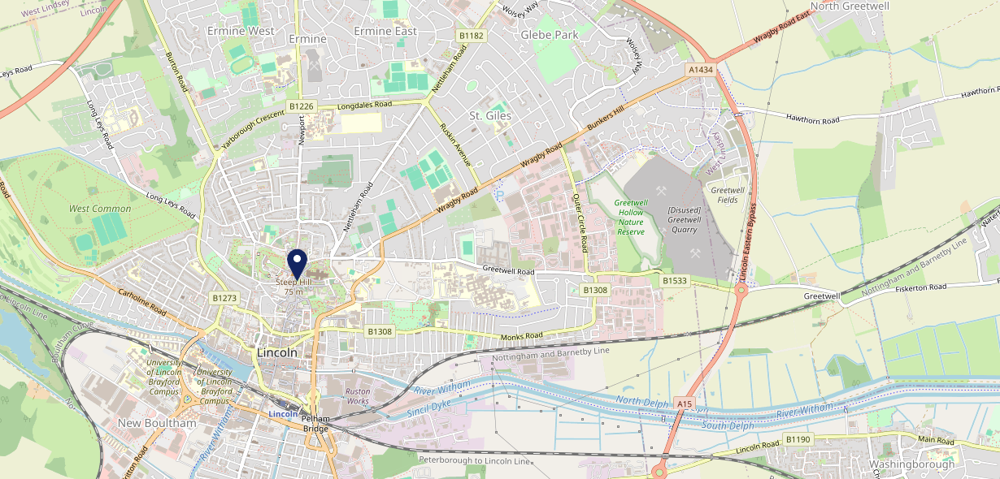 West Lindsey
Lincoln
Wolsey Way
North Greetwell
Ermine West
Ermine
Ermine East
B1182
Glebe Park
Wragby Road East
Wolsey Way
Leys Road
Burton Road
Nettleham Road
A1434
Hawthorn R
B1226
Longdales Road
Long Leys Road
Yarborough Crescent
Newport
St. Giles
Bunkers Hill
Hawthorn Road
Ruskin Avenue
Wragby Road
West Lindsey
Road
Long Leys Road
West Common
Nettleham Road
Wragby Road
P
Outer Circle Road
Greetwell
Hollow
Nature
Reserve
[Disused]
Greetwell
Quarry
Greetwell
Fields
Lincoln Eastern Bypass
Nottingham and Barnetby Line
Greetwell Road
Steep Hill
75 m
B1533
B1308
Greetwell
Fiskerton Road
Carholme Road
B1273
to Lincoln Line
Boultham Curve
B1308
Monks Road
Lincoln
Nottingham and Barnetby Line
University
of Lincoln
Brayford
Campus
University
of Lincoln
Brayford
Campus
Ruston
Works
River Witham
Sincil Dyke
North Delph
A15
South Delph
River Witham
Lincoln
Pelham
Bridge
New Boultham
River Witham
Peterborough to Lincoln Line
Lincoln Road
B1190
Main Road
Washingborough